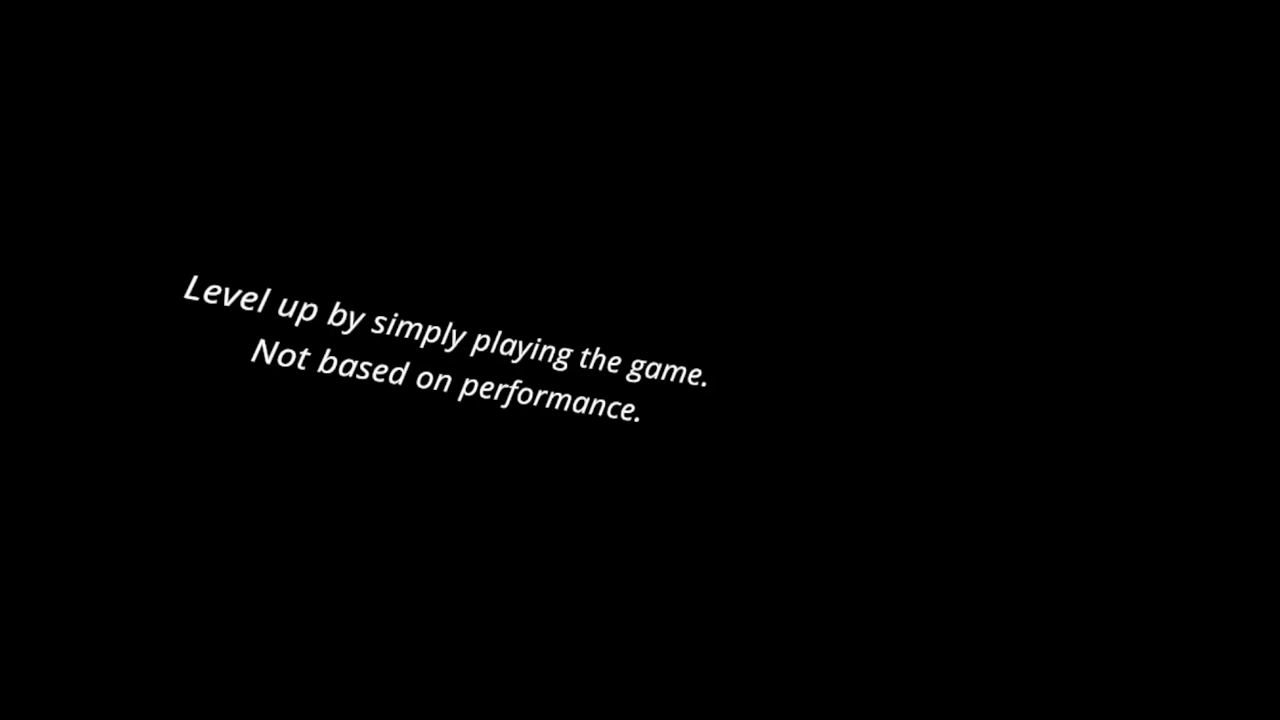 Level up by simply playing the game.
Not based on performance.